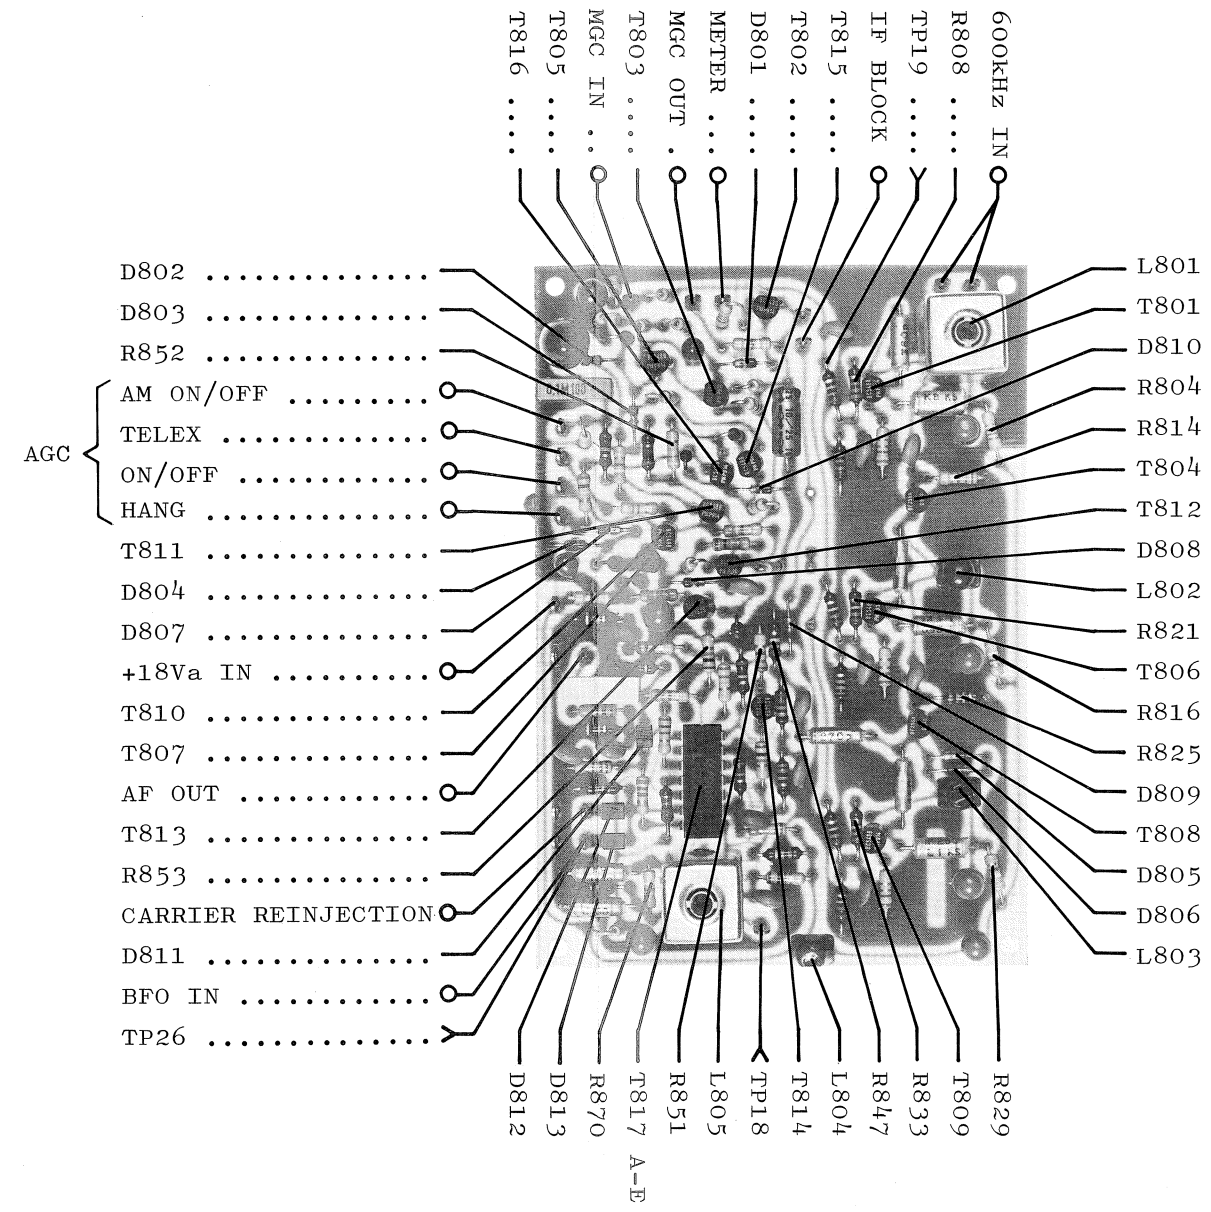 T816 .....
T805 ....
MGC IN ..
T803 ....
MGC OUT .
METER ...
D801 .....
T802 .....
T815 .....
IF BLOCK
TP19 ....
R808 .....
600kHz IN
D802 ..............
D803 ..............
R852 ..............
AM ON/OFF ........
TELEX .............
ON/OFF ............
HANG ..............
AGC
T811 ..............
D804 ..............
D807 ..............
+18Va IN ..........
T810 ..............
T807 ..............
AF OUT ............
T813 ..............
R853 ..............
CARRIER REINJECTION
D811 ..............
BFO IN ............
TP26 ..............
L801
T801
D810
R804
R814
T804
T812
D808
L802
R821
T806
R816
R825
D809
T808
D805
D806
L803
D812
D813
R870
T817 A-E
R851
L805
TP18
T814
L804
R847
R833
T809
R829